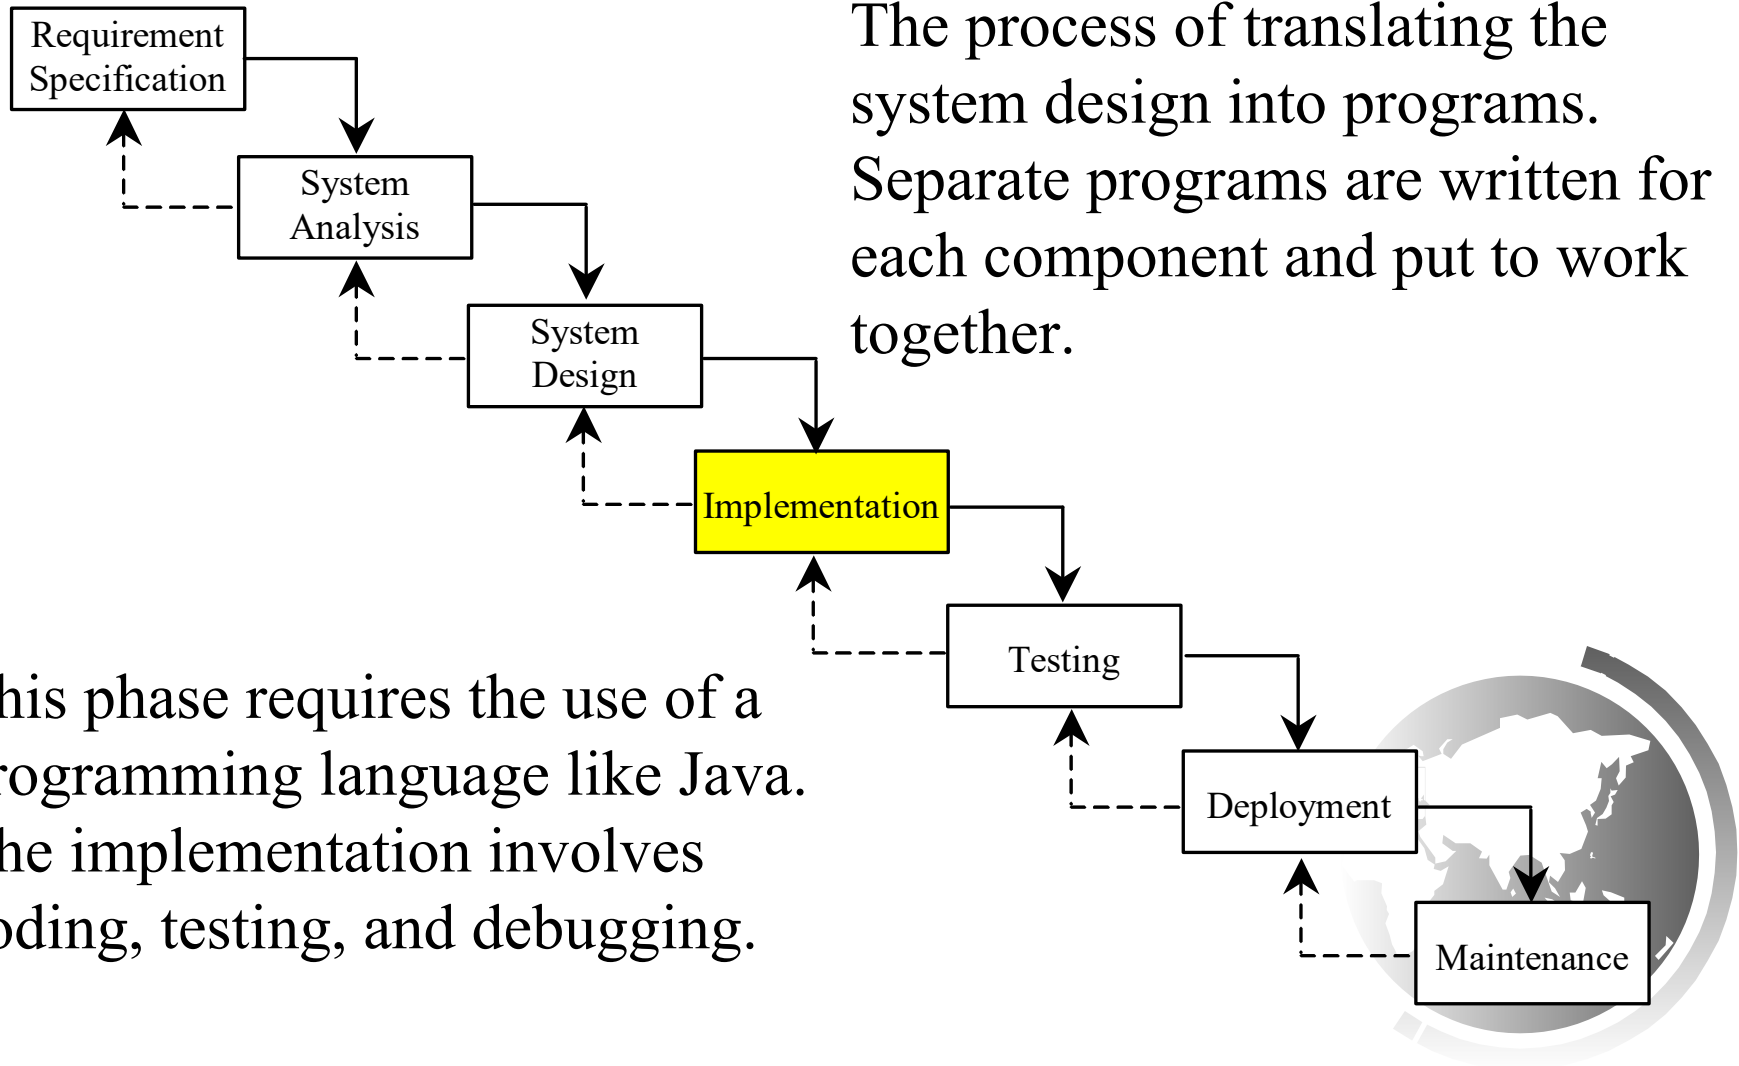 Requirement
Specification
The process of translating the
system design into programs.
Separate programs are written for
each component and put to work
together.
System
Analysis
System
Design
Implementation
Testing
his phase requires the use of a
rogramming language like Java.
he implementation involves
oding, testing, and debugging.
Deployment
Maintenance